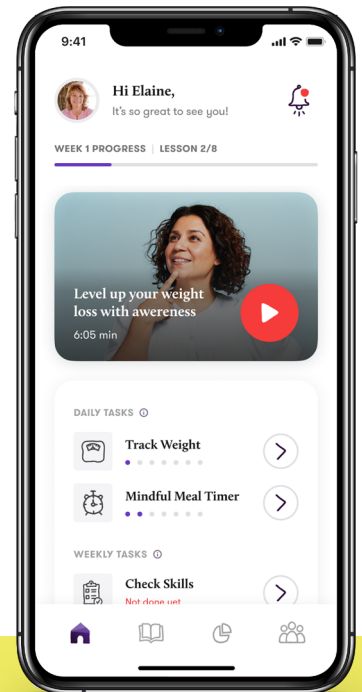 9:41
Hi Elaine,
It's so great to see you!
WEEK 1 PROGRESS | LESSON 2/8
Level up your weight
loss with awereness
6:05 min
DAILY TASKS
Track Weight
Mindful Meal Timer
WEEKLY TASKS
Check Skills
Not done yet